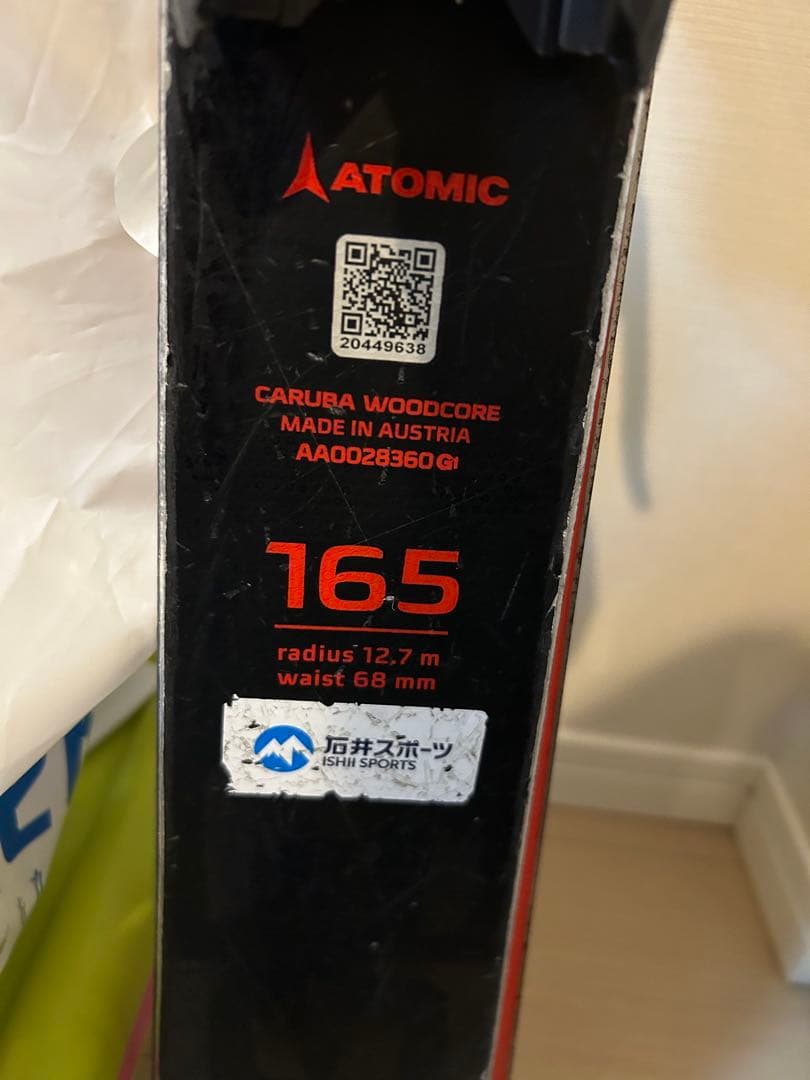 ATOMIC
20449638
CARUBA WOODCORE
MADE IN AUSTRIA
AA0028360G1
165
radius 12.7 m
waist 68 mm
石井スポーツ
ISHII SPORTS